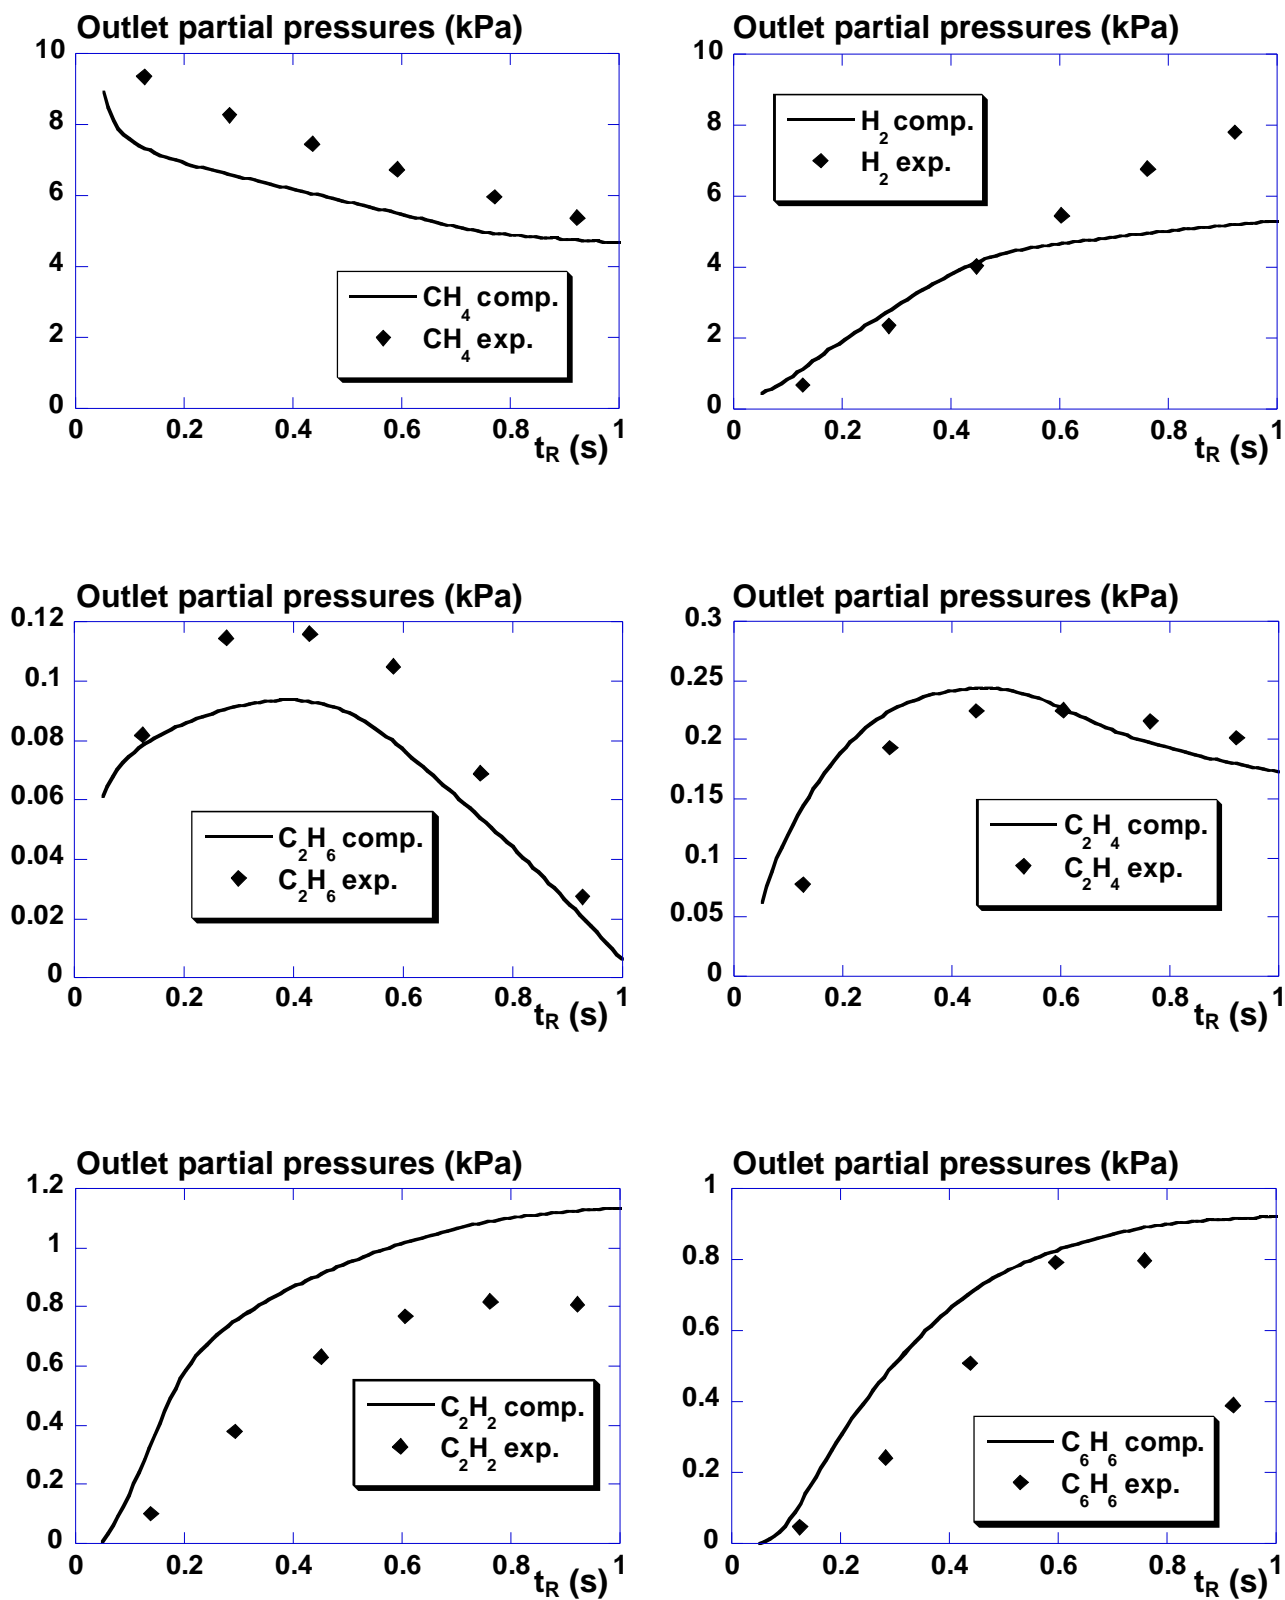 Outlet partial pressures (kPa)
10
8
6
4
2
0
CH4 comp.
CH4 exp.
0 0.2 0.4 0.6 0.8 1
tR (s)
Outlet partial pressures (kPa)
10
8
6
4
2
0
H2 comp.
H2 exp.
0 0.2 0.4 0.6 0.8 1
tR (s)
Outlet partial pressures (kPa)
0.12
0.1
0.08
0.06
0.04
0.02
0
C2H6 comp.
C2H6 exp.
0 0.2 0.4 0.6 0.8 1
tR (s)
Outlet partial pressures (kPa)
0.3
0.25
0.2
0.15
0.1
0.05
0
C2H4 comp.
C2H4 exp.
0 0.2 0.4 0.6 0.8 1
tR (s)
Outlet partial pressures (kPa)
1.2
1
0.8
0.6
0.4
0.2
0
C2H2 comp.
C2H2 exp.
0 0.2 0.4 0.6 0.8 1
tR (s)
Outlet partial pressures (kPa)
1
0.8
0.6
0.4
0.2
0
C6H6 comp.
C6H6 exp.
0 0.2 0.4 0.6 0.8 1
tR (s)